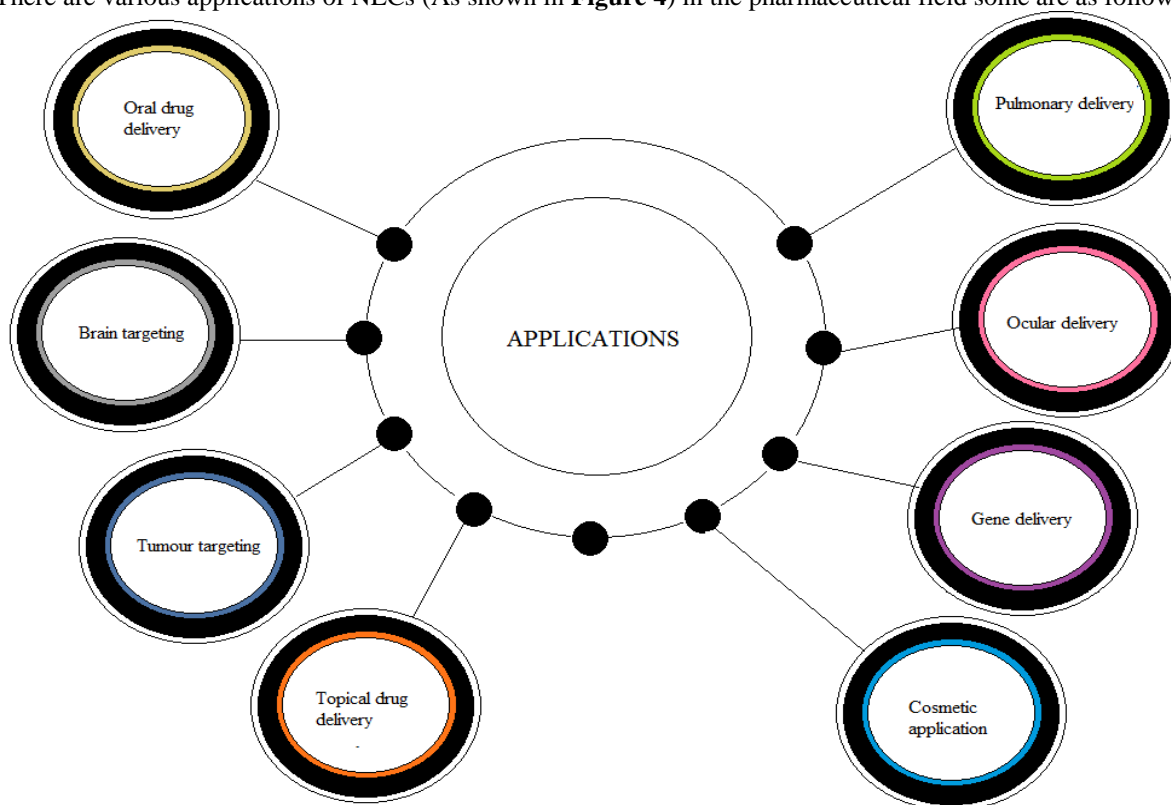 There are various applications of NLCs (As shown in Figure 4) in the pharmaceutical field some are as follow
Oral drug
delivery
Pulmonary delivery
Brain targeting
APPLICATIONS
Ocular delivery
Tumour targeting
Gene delivery
Topical drug
delivery
Cosmetic
application